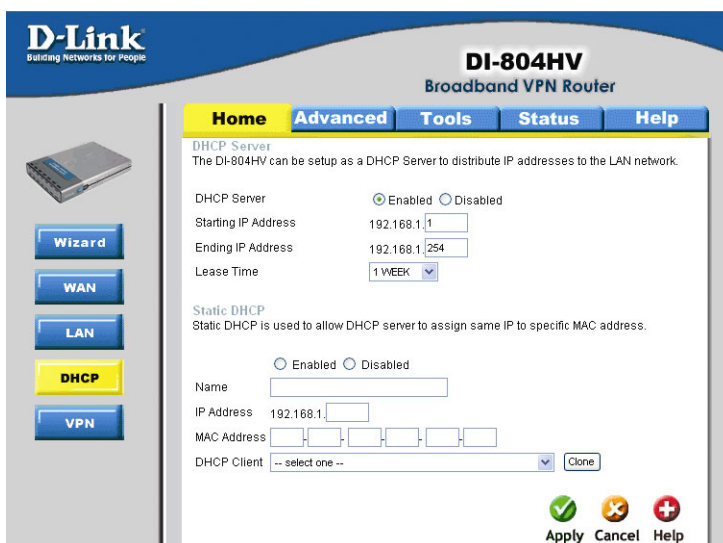 D-Link
Building Networks for People
DI-804HV
Broadband VPN Router
Home Advanced Tools Status Help
Wizard
WAN
LAN
DHCP
VPN
DHCP Server
The DI-804HV can be setup as a DHCP Server to distribute IP addresses to the LAN network.
DHCP Server Enabled Disabled
Starting IP Address 192.168.1. 1
Ending IP Address 192.168.1. 254
Lease Time 1 WEEK
Static DHCP
Static DHCP is used to allow DHCP server to assign same IP to specific MAC address.
Enabled Disabled
Name
IP Address 192.168.1.
MAC Address - - - - -
DHCP Client -- select one -- Clone
Apply Cancel Help